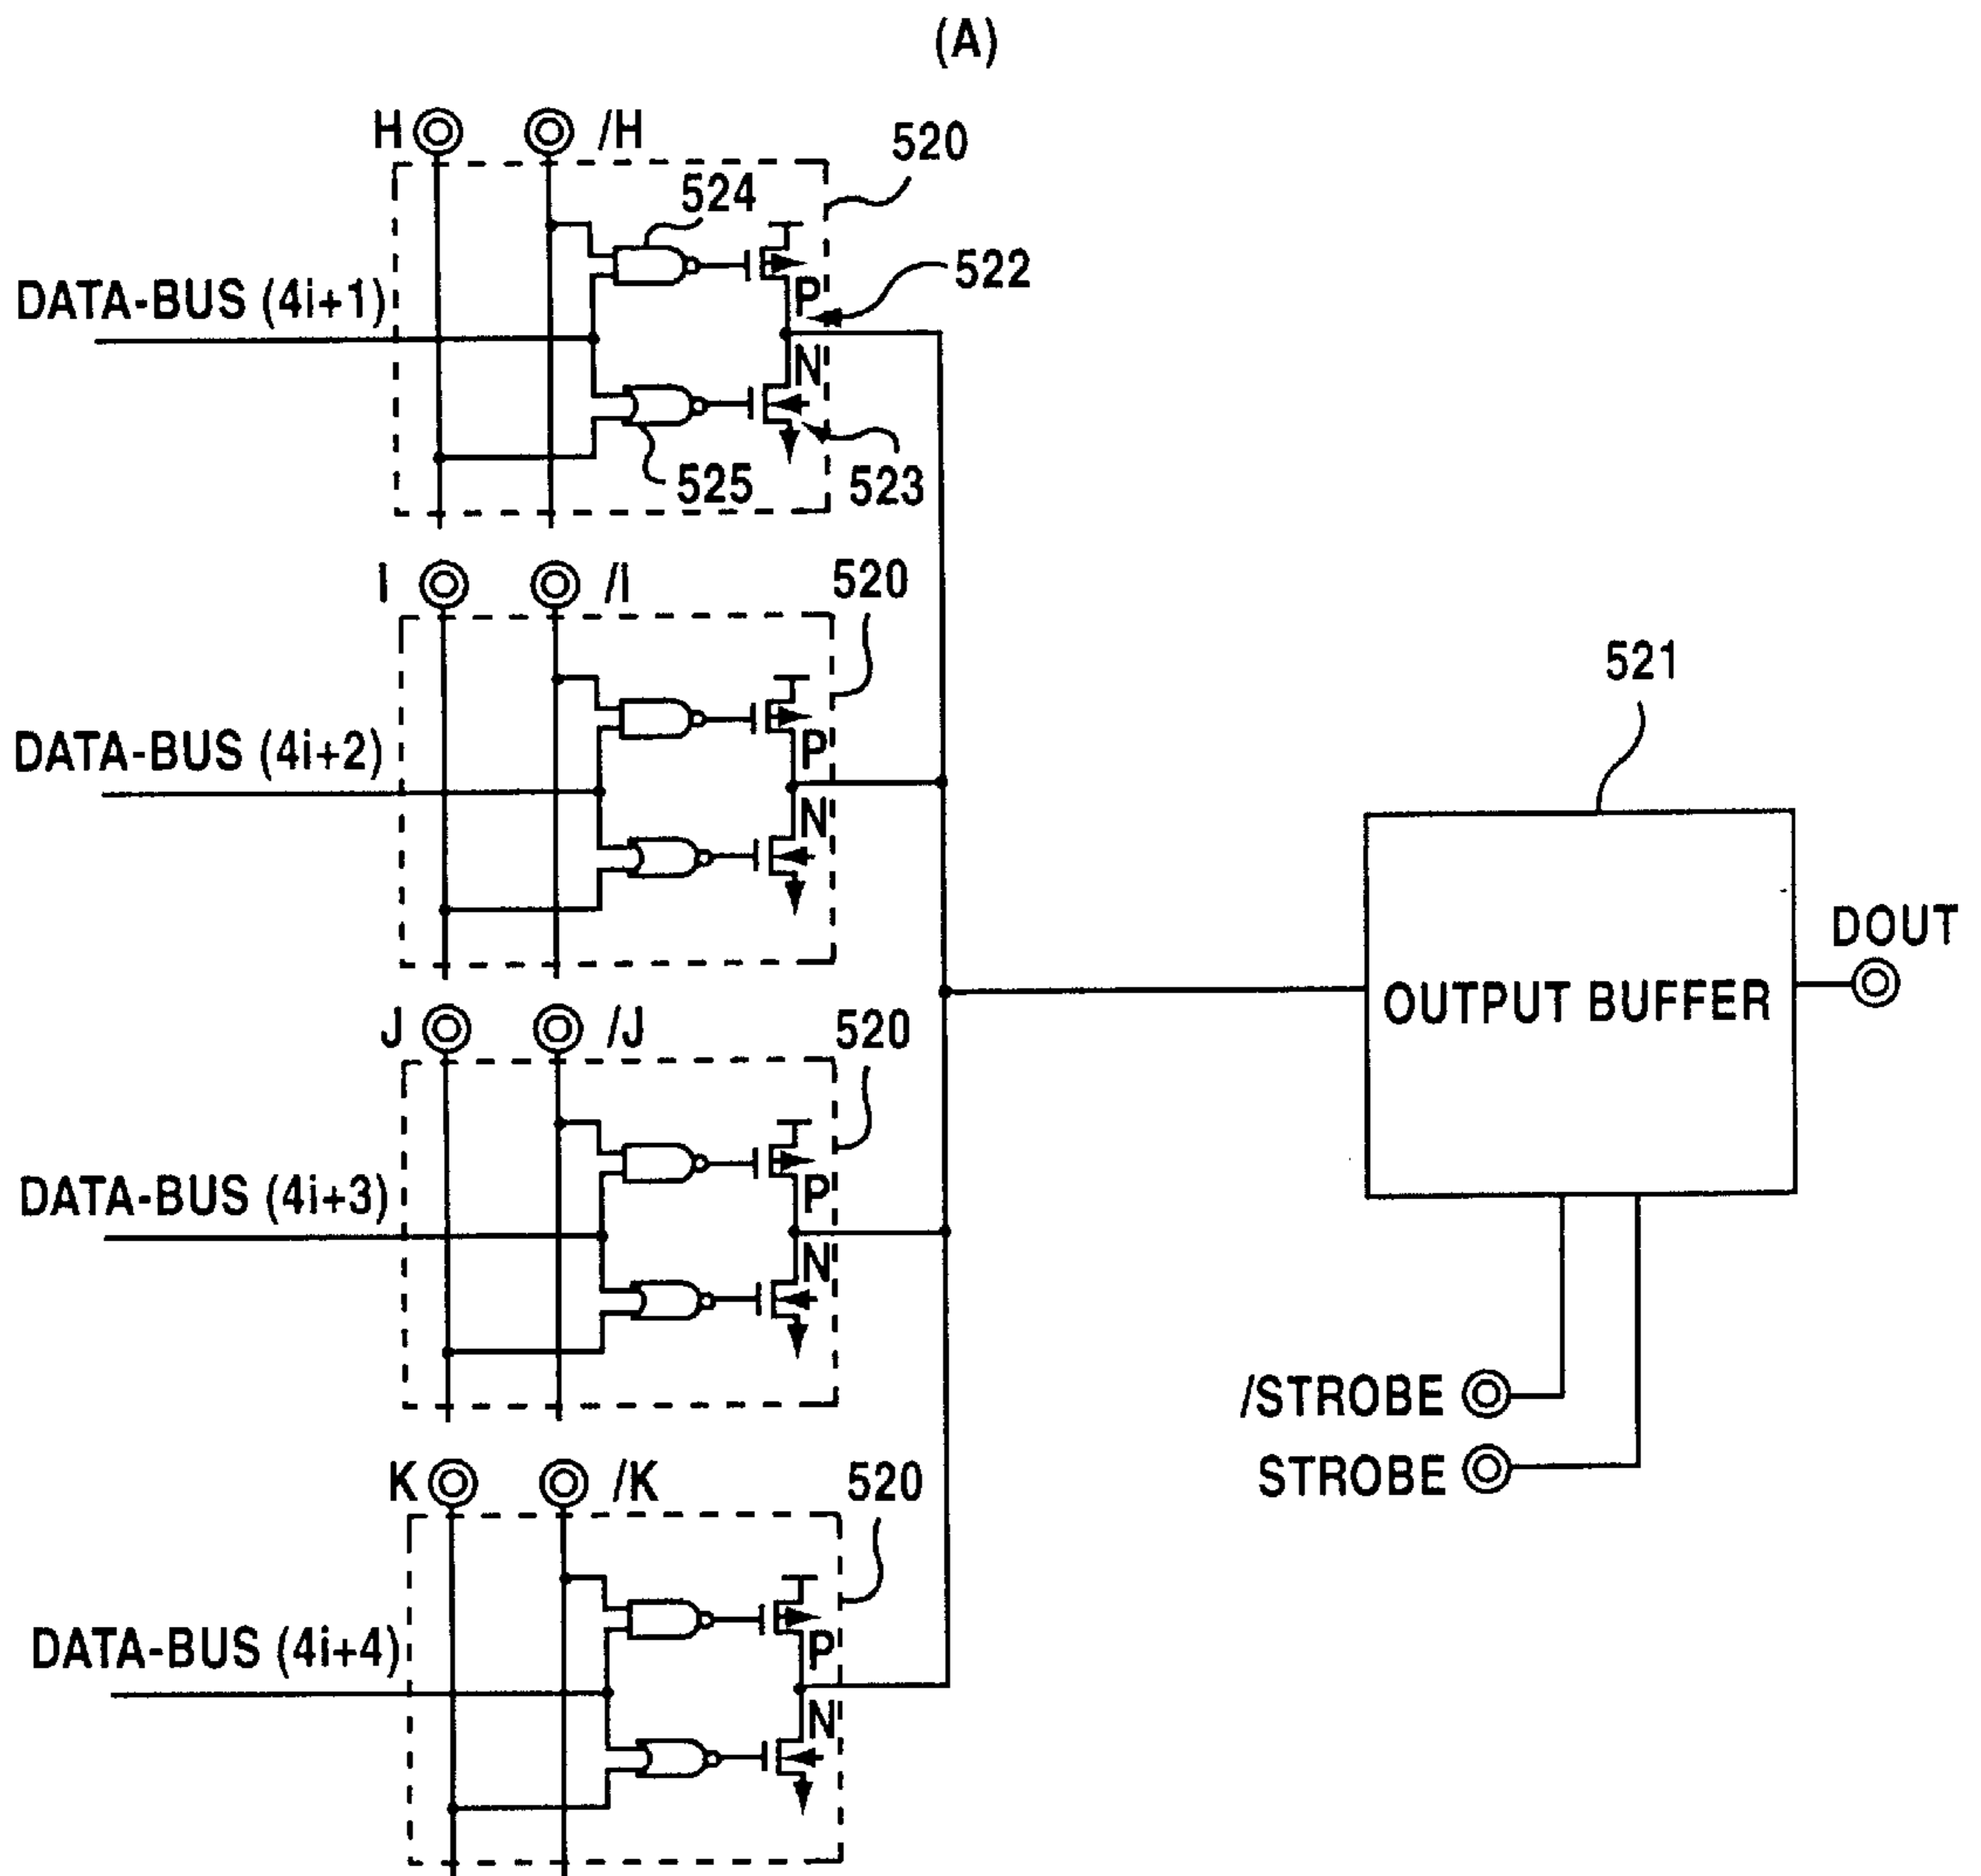 (A)
H /H
520
524
522
DATA-BUS (4i+1)
P
N
525
523
I /I
520
DATA-BUS (4i+2)
P
N
521
OUTPUT BUFFER
DOUT
J /J
520
DATA-BUS (4i+3)
P
N
/STROBE
STROBE
K /K
520
DATA-BUS (4i+4)
P
N